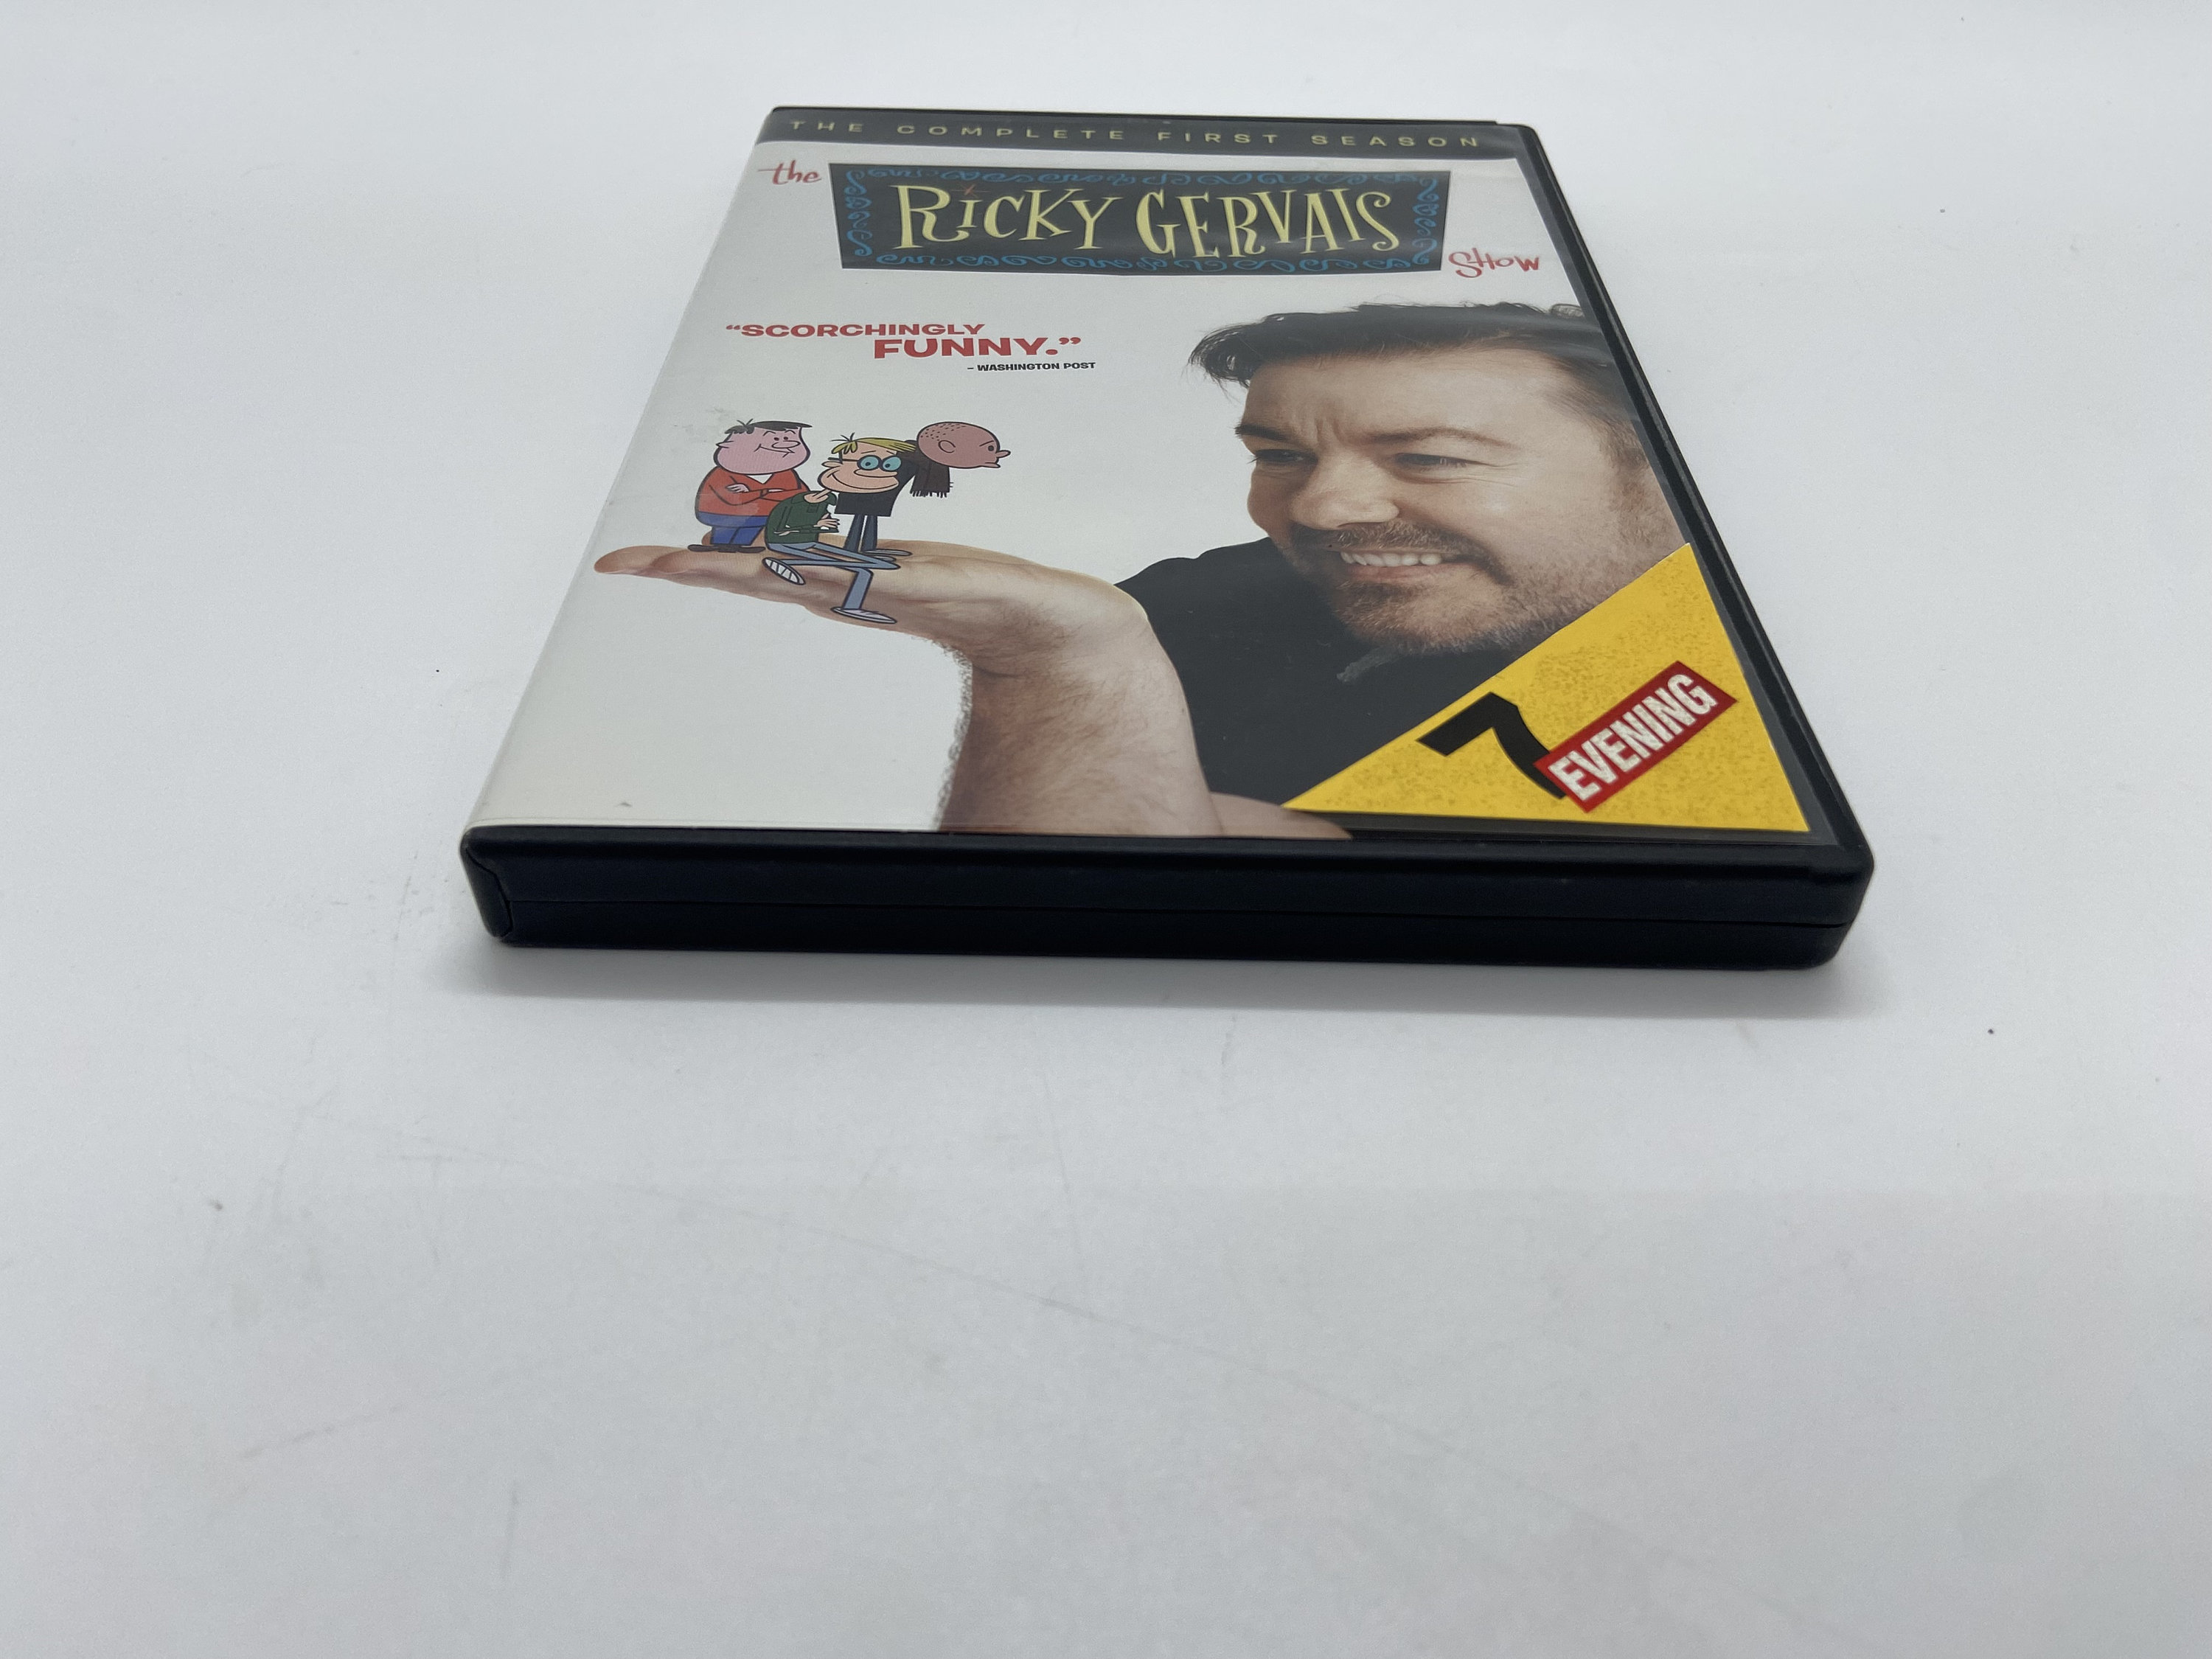 THE COMPLETE FIRST SEASON
the
RICKY GERVAIS
SHOW
“SCORCHINGLY
FUNNY.”
– WASHINGTON POST
7
EVENING